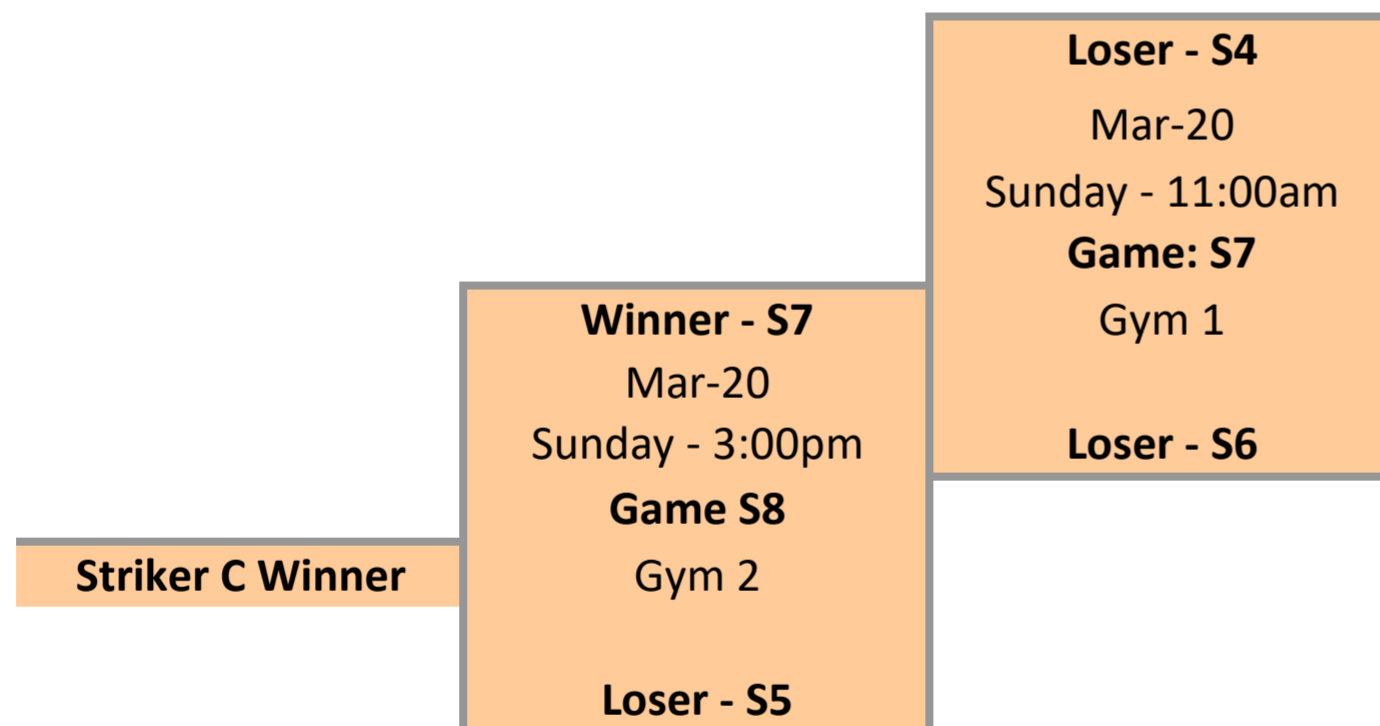 Loser - S4
Mar-20
Sunday - 11:00am
Game: S7
Gym 1
Loser - S6
Winner - S7
Mar-20
Sunday - 3:00pm
Game S8
Gym 2
Loser - S5
Striker C Winner